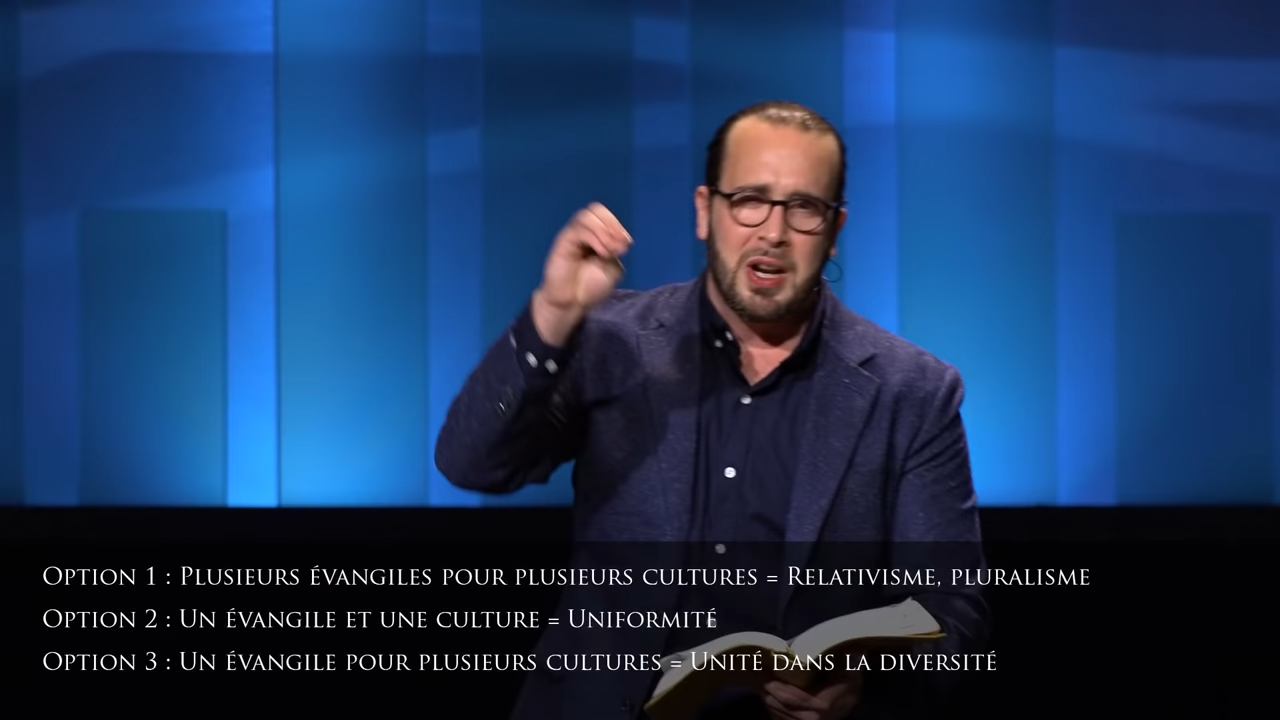 Option 1 : Plusieurs évangiles pour plusieurs cultures = Relativisme, pluralisme
Option 2 : Un évangile et une culture = Uniformité
Option 3 : Un évangile pour plusieurs cultures = Unité dans la diversité